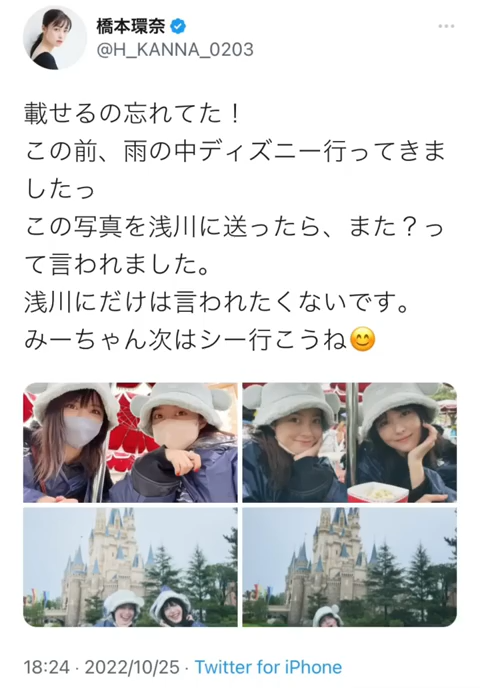 橋本環奈
@H_KANNA_0203
載せるの忘れてた！
この前、雨の中ディズニー行ってきま
したっ
この写真を浅川に送ったら、また？っ
て言われました。
浅川にだけは言われたくないです。
みーちゃん次はシー行こうね😊
18:24 · 2022/10/25 · Twitter for iPhone